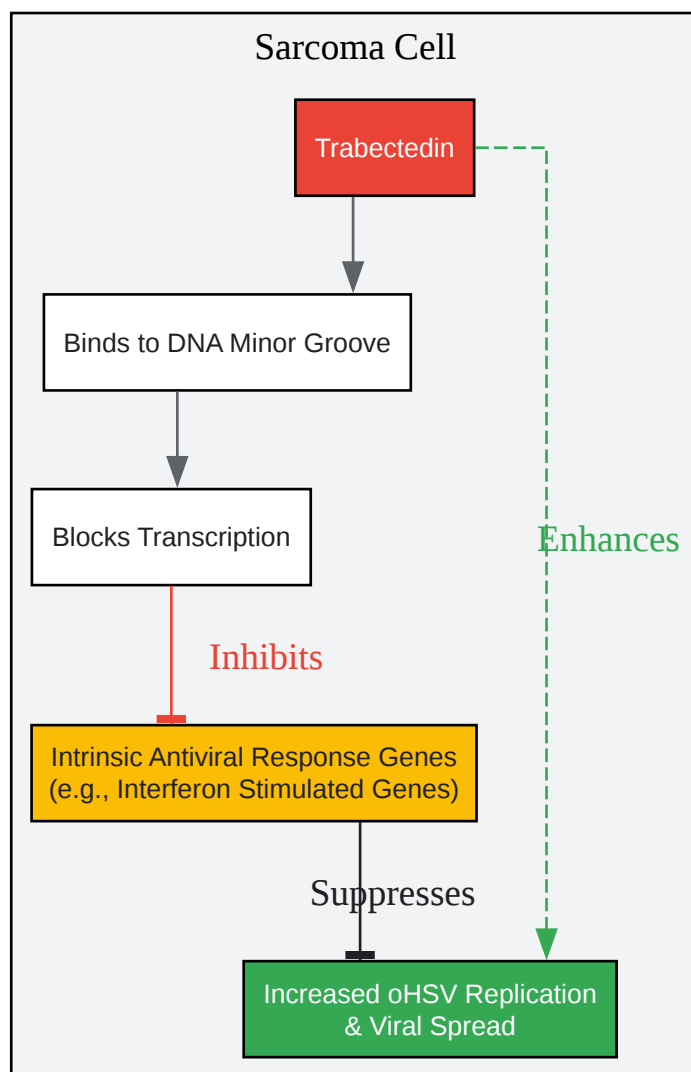 Sarcoma Cell
Trabectedin
Binds to DNA Minor Groove
Blocks Transcription
Enhances
Inhibits
Intrinsic Antiviral Response Genes
(e.g., Interferon Stimulated Genes)
Suppresses
Increased oHSV Replication
& Viral Spread